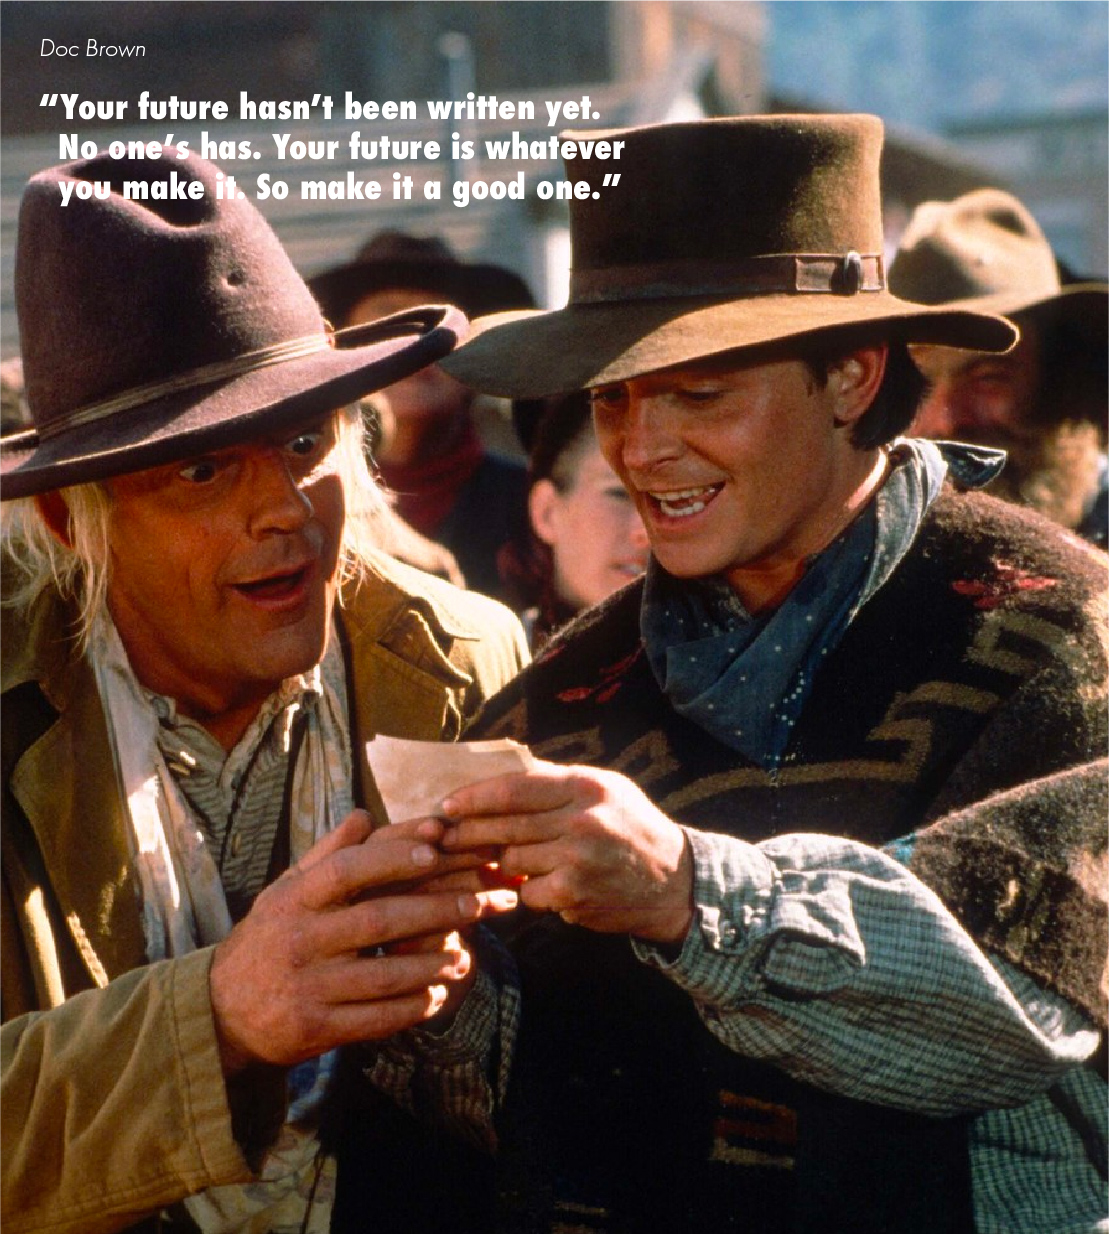 Doc Brown
“Your future hasn’t been written yet.
No one’s has. Your future is whatever
you make it. So make it a good one.”